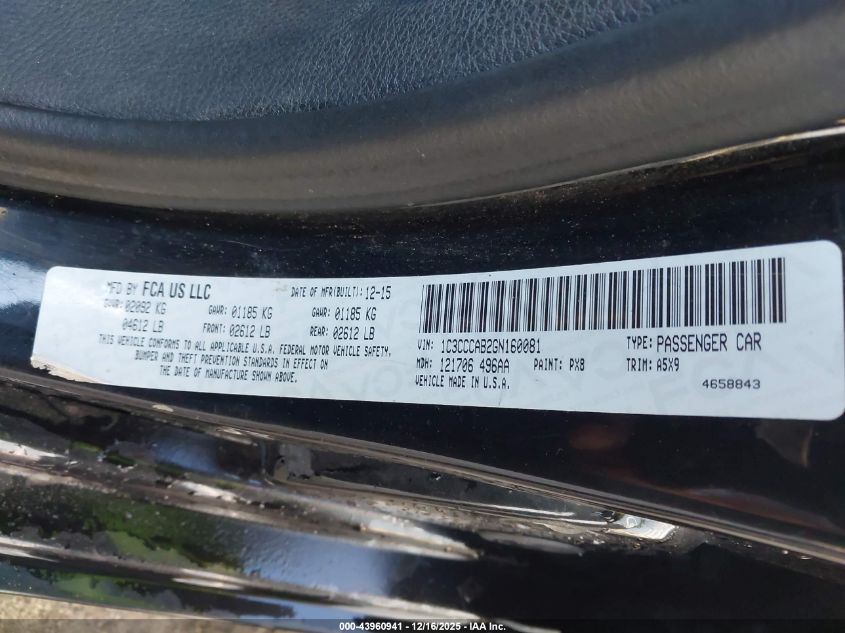 MFD BY FCA US LLC DATE OF MFR(BUILT): 12-15
GVWR: 02092 KG GAWR: 01185 KG GAWR: 01185 KG
04612 LB FRONT: 02612 LB REAR: 02612 LB
THIS VEHICLE CONFORMS TO ALL APPLICABLE U.S.A. FEDERAL MOTOR VEHICLE SAFETY,
BUMPER AND THEFT PREVENTION STANDARDS IN EFFECT ON
THE DATE OF MANUFACTURE SHOWN ABOVE.
VIN: 1C3CCCAB2GN160081 TYPE: PASSENGER CAR
MDH: 121706 496AA PAINT: PX8 TRIM: A5X9
VEHICLE MADE IN U.S.A. 4658843
000-43960941 - 12/16/2025 - IAA Inc.